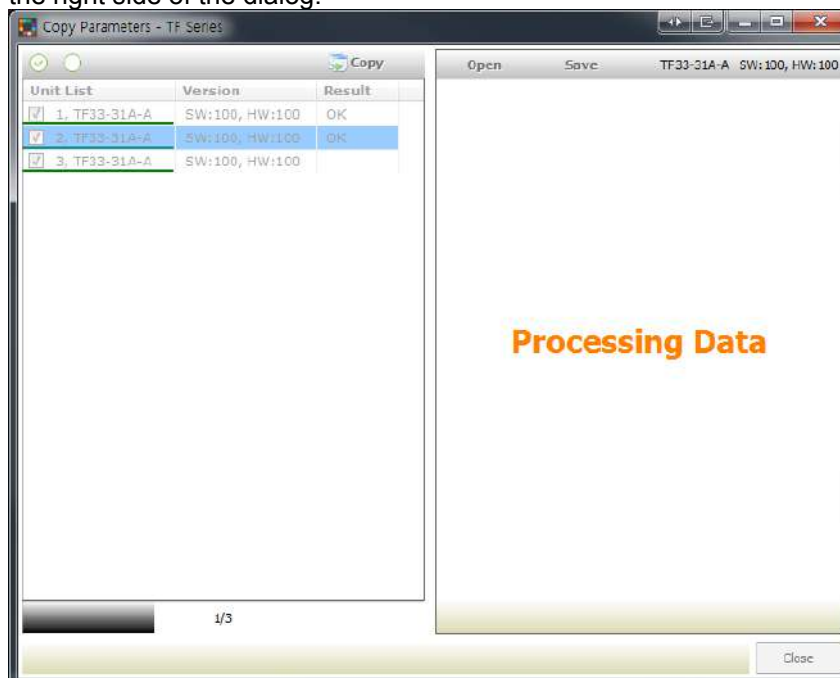 the right side of the dialog.
Copy Parameters - TF Series
Copy
Open Save TF33-31A-A SW:100, HW:100
Unit List Version Result
1, TF33-31A-A SW:100, HW:100 OK
2, TF33-31A-A SW:100, HW:100 OK
3, TF33-31A-A SW:100, HW:100
Processing Data
1/3
Close